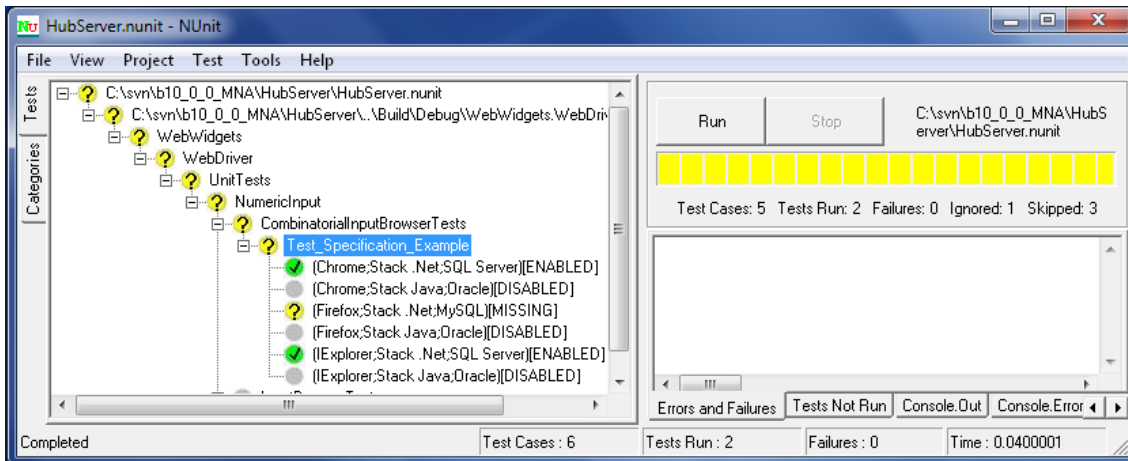 HubServer.nunit - NUnit
File View Project Test Tools Help
Tests
Categories
C:\svn\b10_0_0_MNA\HubServer\HubServer.nunit
C:\svn\b10_0_0_MNA\HubServer\..\Build\Debug\WebWidgets.WebDriv
WebWidgets
WebDriver
UnitTests
NumericInput
CombinatorialInputBrowserTests
Test_Specification_Example
(Chrome;Stack .Net;SQL Server)[ENABLED]
(Chrome;Stack Java;Oracle)[DISABLED]
(Firefox;Stack .Net;MySQL)[MISSING]
(Firefox;Stack Java;Oracle)[DISABLED]
(IExplorer;Stack .Net;SQL Server)[ENABLED]
(IExplorer;Stack Java;Oracle)[DISABLED]
Run
Stop
C:\svn\b10_0_0_MNA\HubS
erver\HubServer.nunit
Test Cases: 5 Tests Run: 2 Failures: 0 Ignored: 1 Skipped: 3
Errors and Failures
Tests Not Run
Console.Out
Console.Error
Completed
Test Cases : 6
Tests Run : 2
Failures : 0
Time : 0.0400001